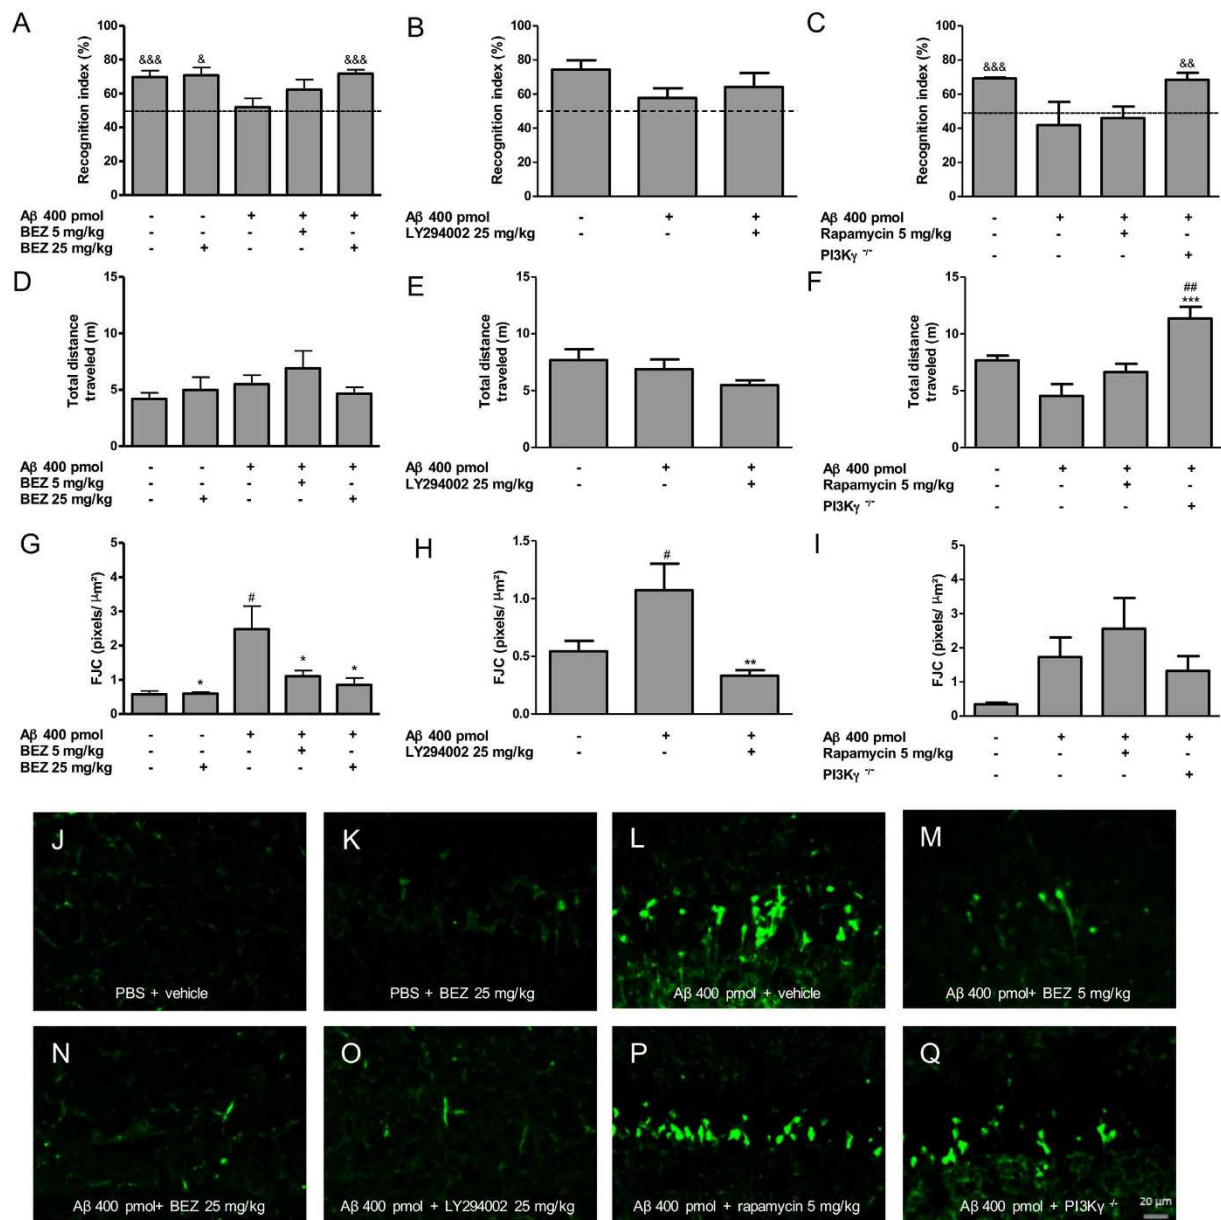 A
Recognition index (%)
100
80
60
40
20
0
&&& & &&&
Aβ 400 pmol - - + + +
BEZ 5 mg/kg - - - + -
BEZ 25 mg/kg - + - - +
B
Recognition index (%)
100
80
60
40
20
0
Aβ 400 pmol - + +
LY294002 25 mg/kg - - +
C
Recognition index (%)
100
80
60
40
20
0
&&& &&
Aβ 400 pmol - + + +
Rapamycin 5 mg/kg - - + -
PI3Kγ -/- - - - +
D
Total distance
traveled (m)
15
10
5
0
Aβ 400 pmol - - + + +
BEZ 5 mg/kg - - - + -
BEZ 25 mg/kg - + - - +
E
Total distance
traveled (m)
15
10
5
0
Aβ 400 pmol - + +
LY294002 25 mg/kg - - +
F
Total distance
traveled (m)
15
10
5
0
##
***
Aβ 400 pmol - + + +
Rapamycin 5 mg/kg - - + -
PI3Kγ -/- - - - +
G
FJC (pixels/ µm²)
5
4
3
2
1
0
* # * *
Aβ 400 pmol - - + + +
BEZ 5 mg/kg - - - + -
BEZ 25 mg/kg - + - - +
H
FJC (pixels/ µm²)
1.5
1.0
0.5
0.0
# **
Aβ 400 pmol - + +
LY294002 25 mg/kg - - +
I
FJC (pixels/ µm²)
5
4
3
2
1
0
Aβ 400 pmol - + + +
Rapamycin 5 mg/kg - - + -
PI3Kγ -/- - - - +
J
PBS + vehicle
K
PBS + BEZ 25 mg/kg
L
Aβ 400 pmol + vehicle
M
Aβ 400 pmol+ BEZ 5 mg/kg
N
Aβ 400 pmol+ BEZ 25 mg/kg
O
Aβ 400 pmol + LY294002 25 mg/kg
P
Aβ 400 pmol + rapamycin 5 mg/kg
Q
Aβ 400 pmol + PI3Kγ -/-
20 µm